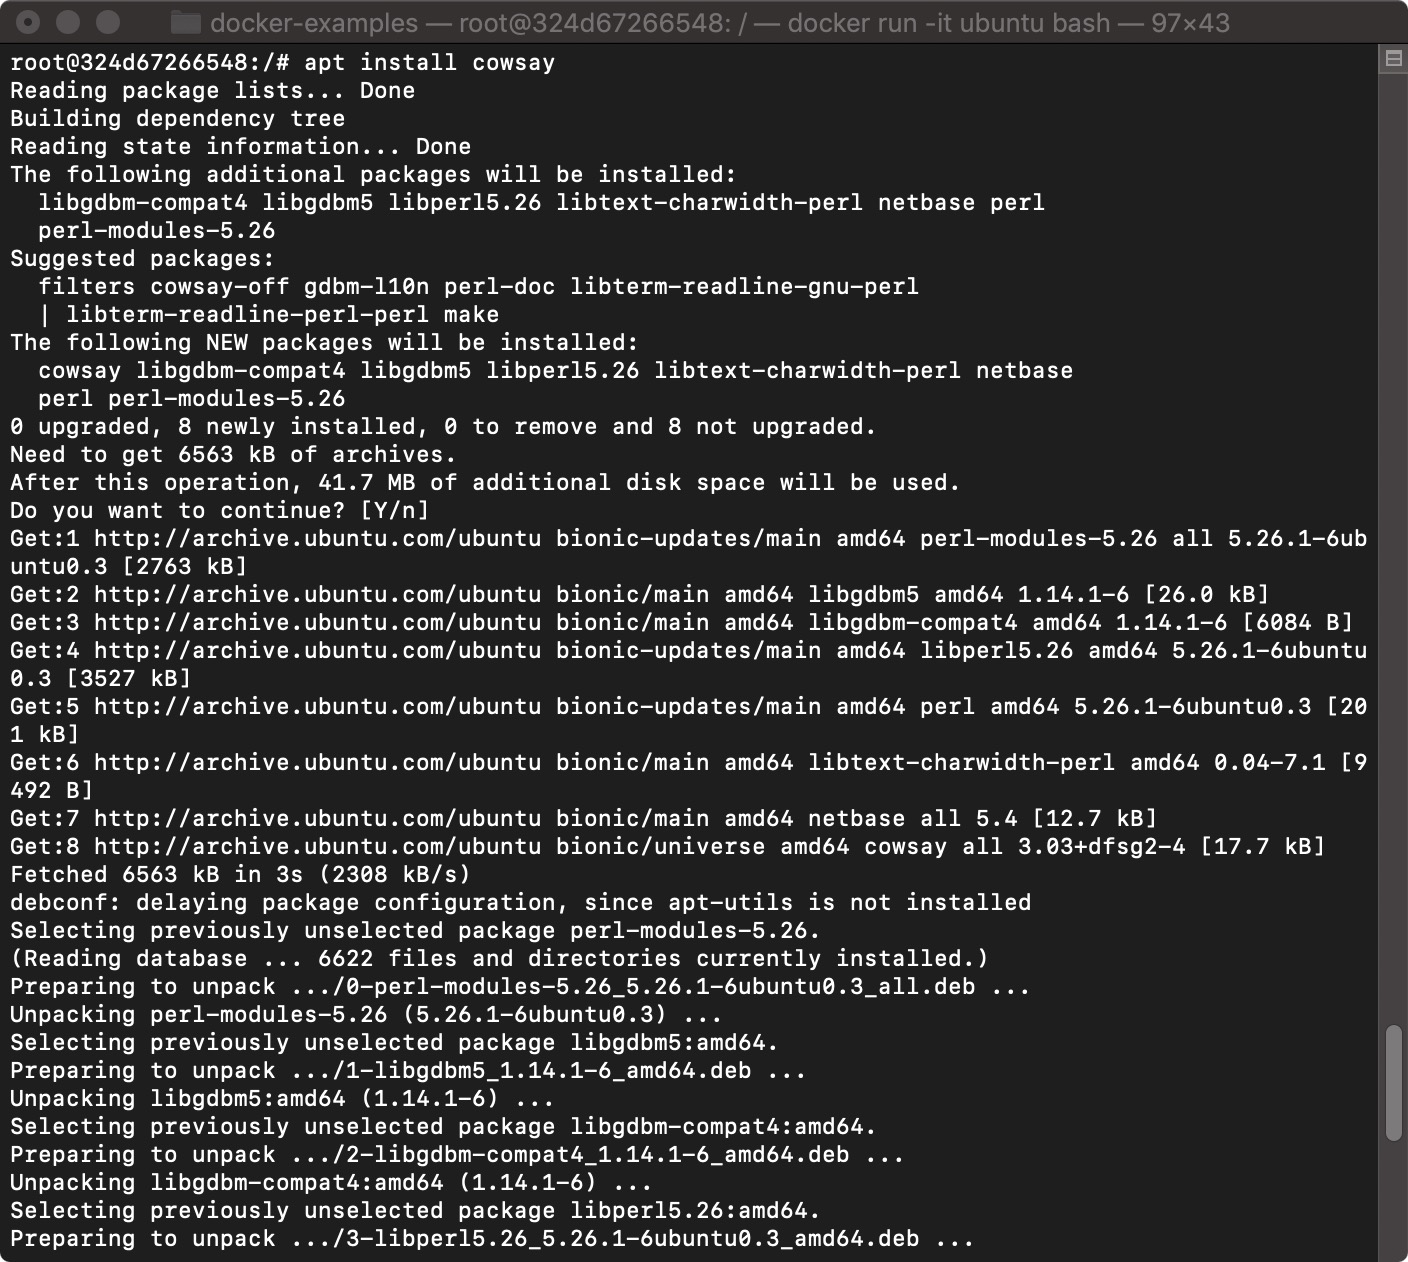 docker-examples — root@324d67266548: / — docker run -it ubuntu bash — 97×43
root@324d67266548:/# apt install cowsay
Reading package lists... Done
Building dependency tree
Reading state information... Done
The following additional packages will be installed:
  libgdbm-compat4 libgdbm5 libperl5.26 libtext-charwidth-perl netbase perl
  perl-modules-5.26
Suggested packages:
  filters cowsay-off gdbm-l10n perl-doc libterm-readline-gnu-perl
  | libterm-readline-perl-perl make
The following NEW packages will be installed:
  cowsay libgdbm-compat4 libgdbm5 libperl5.26 libtext-charwidth-perl netbase
  perl perl-modules-5.26
0 upgraded, 8 newly installed, 0 to remove and 8 not upgraded.
Need to get 6563 kB of archives.
After this operation, 41.7 MB of additional disk space will be used.
Do you want to continue? [Y/n]
Get:1 http://archive.ubuntu.com/ubuntu bionic-updates/main amd64 perl-modules-5.26 all 5.26.1-6ub
untu0.3 [2763 kB]
Get:2 http://archive.ubuntu.com/ubuntu bionic/main amd64 libgdbm5 amd64 1.14.1-6 [26.0 kB]
Get:3 http://archive.ubuntu.com/ubuntu bionic/main amd64 libgdbm-compat4 amd64 1.14.1-6 [6084 B]
Get:4 http://archive.ubuntu.com/ubuntu bionic-updates/main amd64 libperl5.26 amd64 5.26.1-6ubuntu
0.3 [3527 kB]
Get:5 http://archive.ubuntu.com/ubuntu bionic-updates/main amd64 perl amd64 5.26.1-6ubuntu0.3 [20
1 kB]
Get:6 http://archive.ubuntu.com/ubuntu bionic/main amd64 libtext-charwidth-perl amd64 0.04-7.1 [9
492 B]
Get:7 http://archive.ubuntu.com/ubuntu bionic/main amd64 netbase all 5.4 [12.7 kB]
Get:8 http://archive.ubuntu.com/ubuntu bionic/universe amd64 cowsay all 3.03+dfsg2-4 [17.7 kB]
Fetched 6563 kB in 3s (2308 kB/s)
debconf: delaying package configuration, since apt-utils is not installed
Selecting previously unselected package perl-modules-5.26.
(Reading database ... 6622 files and directories currently installed.)
Preparing to unpack .../0-perl-modules-5.26_5.26.1-6ubuntu0.3_all.deb ...
Unpacking perl-modules-5.26 (5.26.1-6ubuntu0.3) ...
Selecting previously unselected package libgdbm5:amd64.
Preparing to unpack .../1-libgdbm5_1.14.1-6_amd64.deb ...
Unpacking libgdbm5:amd64 (1.14.1-6) ...
Selecting previously unselected package libgdbm-compat4:amd64.
Preparing to unpack .../2-libgdbm-compat4_1.14.1-6_amd64.deb ...
Unpacking libgdbm-compat4:amd64 (1.14.1-6) ...
Selecting previously unselected package libperl5.26:amd64.
Preparing to unpack .../3-libperl5.26_5.26.1-6ubuntu0.3_amd64.deb ...